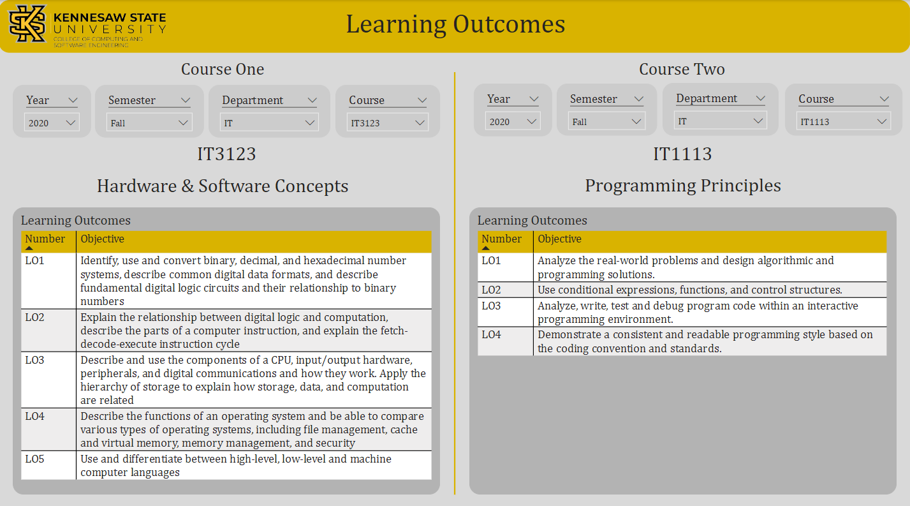 KENNESAW STATE
UNIVERSITY
COLLEGE OF COMPUTING AND
SOFTWARE ENGINEERING
Learning Outcomes
Course One
Year
Semester
Department
Course
2020
Fall
IT
IT3123
IT3123
Hardware & Software Concepts
Learning Outcomes
Number
Objective
LO1
Identify, use and convert binary, decimal, and hexadecimal number
systems, describe common digital data formats, and describe
fundamental digital logic circuits and their relationship to binary
numbers
LO2
Explain the relationship between digital logic and computation,
describe the parts of a computer instruction, and explain the fetch-
decode-execute instruction cycle
LO3
Describe and use the components of a CPU, input/output hardware,
peripherals, and digital communications and how they work. Apply the
hierarchy of storage to explain how storage, data, and computation
are related
LO4
Describe the functions of an operating system and be able to compare
various types of operating systems, including file management, cache
and virtual memory, memory management, and security
LO5
Use and differentiate between high-level, low-level and machine
computer languages
Course Two
Year
Semester
Department
Course
2020
Fall
IT
IT1113
IT1113
Programming Principles
Learning Outcomes
Number
Objective
LO1
Analyze the real-world problems and design algorithmic and
programming solutions.
LO2
Use conditional expressions, functions, and control structures.
LO3
Analyze, write, test and debug program code within an interactive
programming environment.
LO4
Demonstrate a consistent and readable programming style based on
the coding convention and standards.